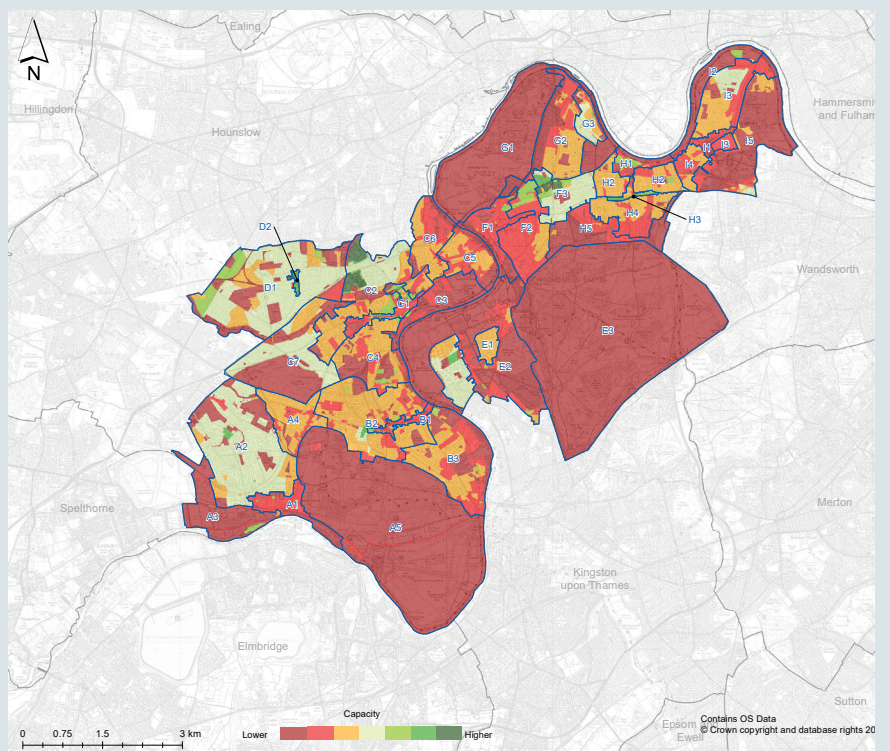 Ealing
N
Hillingdon
Hounslow
Hammersmi
and Fulham
I2
I3
G3
G1
G2
I1
I3
I5
I4
H1
H2
H2
F3
H3
H4
H5
F1
F2
D2
C6
C5
Wandsworth
D1
C2
C1
C3
E3
E1
E2
C4
C7
A4
B2
B1
A2
B3
Spelthorne
A1
A3
A5
Merton
Kingston
upon Thames
Elmbridge
Sutton
Epsom
Ewell
Contains OS Data
© Crown copyright and database rights 20
Capacity
Lower
Higher
0 0.75 1.5 3 km